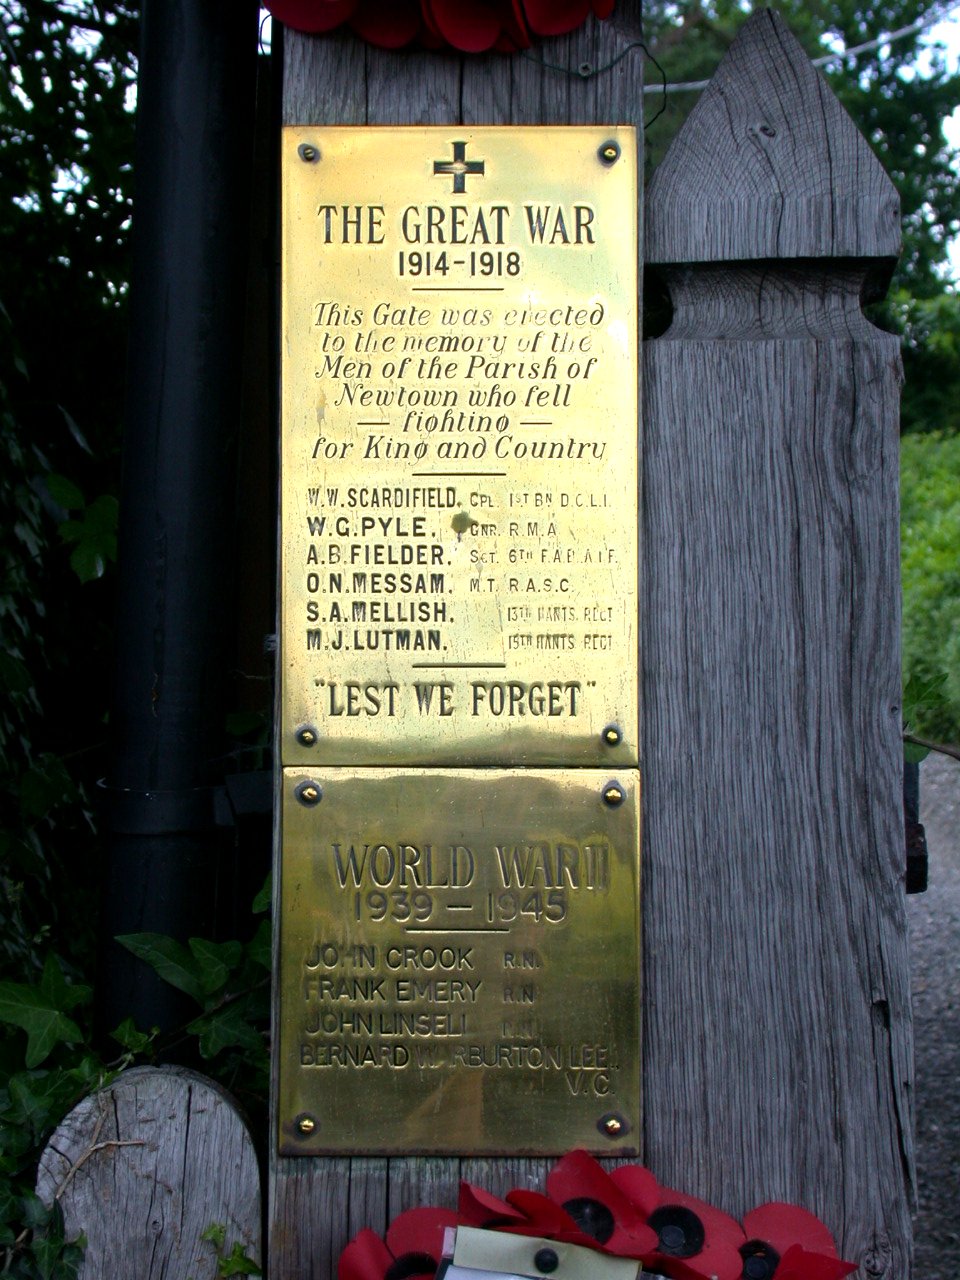 THE GREAT WAR
1914-1918
This Gate was erected
to the memory of the
Men of the Parish of
Newtown who fell
— fighting —
for King and Country
W.W.SCARDIFIELD. CPL. 1ST BN D.C.L.I.
W.G.PYLE. GNR. R.M.A
A.B.FIELDER. SGT. 6TH F.A.B. A.I.F.
O.N.MESSAM. M.T. R.A.S.C.
S.A.MELLISH. 13TH HANTS. REGT
M.J.LUTMAN. 15TH HANTS REGT
"LEST WE FORGET"
WORLD WAR II
1939 — 1945
JOHN CROOK R.N.
FRANK EMERY R.N
JOHN LINSELL R.N.
BERNARD WARBURTON LEE.
V.C